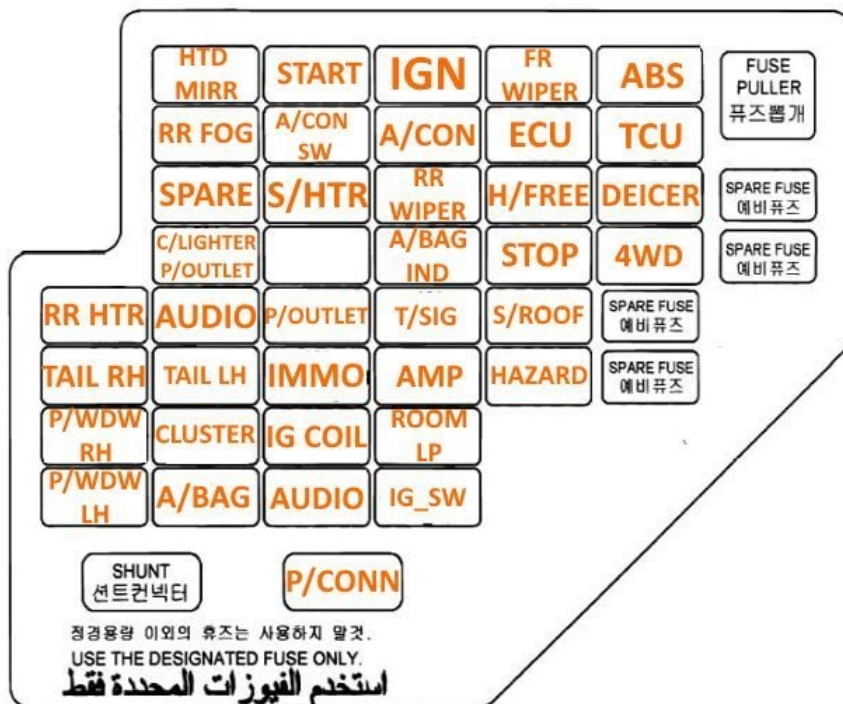 HTD
MIRR
START
IGN
FR
WIPER
ABS
FUSE
PULLER
퓨즈뽑개
RR FOG
A/CON
SW
A/CON
ECU
TCU
SPARE
S/HTR
RR
WIPER
H/FREE
DEICER
SPARE FUSE
예비퓨즈
C/LIGHTER
P/OUTLET
A/BAG
IND
STOP
4WD
SPARE FUSE
예비퓨즈
RR HTR
AUDIO
P/OUTLET
T/SIG
S/ROOF
SPARE FUSE
예비퓨즈
TAIL RH
TAIL LH
IMMO
AMP
HAZARD
SPARE FUSE
예비퓨즈
P/WDW
RH
CLUSTER
IG COIL
ROOM
LP
P/WDW
LH
A/BAG
AUDIO
IG_SW
SHUNT
션트컨넥터
P/CONN
정격용량 이외의 휴즈는 사용하지 말것.
USE THE DESIGNATED FUSE ONLY.
استخدم الفيوزات المحددة فقط